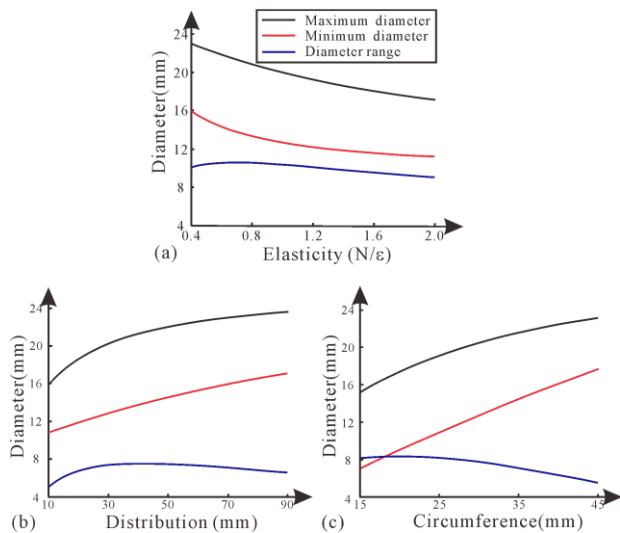 Maximum diameter
Minimum diameter
Diameter range
Diameter(mm)
24
20
16
12
8
4
0.4 0.8 1.2 1.6 2.0
(a) Elasticity (N/ε)
Diameter(mm)
24
20
16
12
8
4
10 30 50 70 90
(b) Distribution (mm)
Diameter(mm)
24
20
16
12
8
4
15 25 35 45
(c) Circumference(mm)